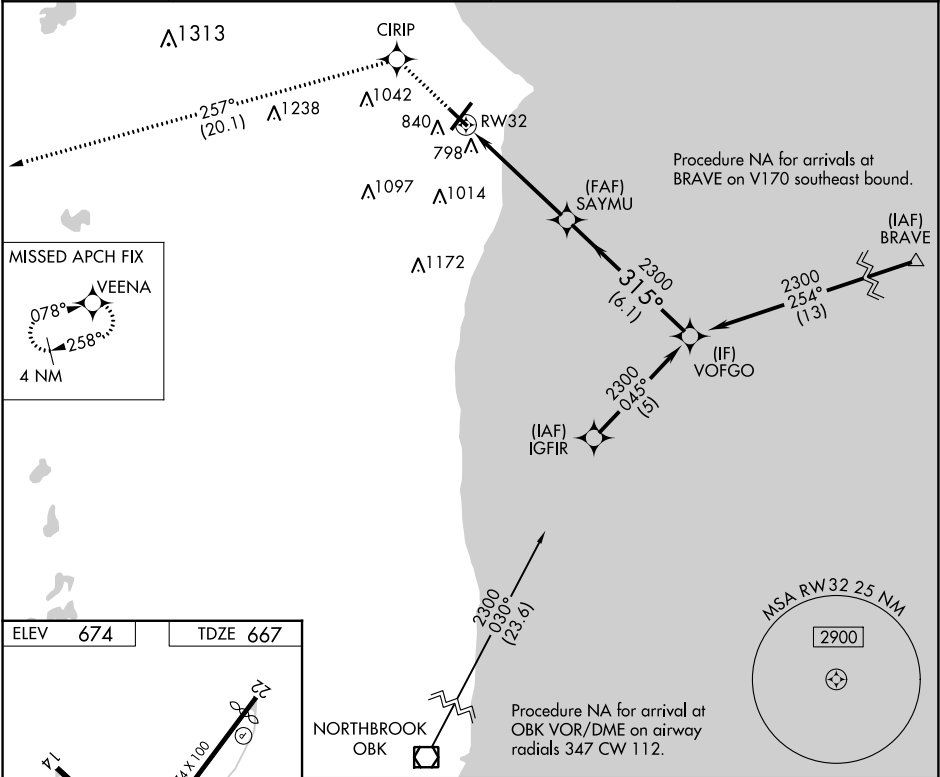 1313
CIRIP
257°
(20.1)
1238
1042
840
RW32
798
1097
1014
1172
Procedure NA for arrivals at
BRAVE on V170 southeast bound.
(FAF)
SAYMU
(IAF)
BRAVE
2300
315°
(6.1)
2300
254°
(13)
(IF)
VOFGO
2300
045°
(5)
(IAF)
IGFIR
MISSED APCH FIX
VEENA
078°
258°
4 NM
2300
030°
(23.6)
NORTHBROOK
OBK
Procedure NA for arrival at
OBK VOR/DME on airway
radials 347 CW 112.
MSA RW32 25 NM
2900
ELEV 674
TDZE 667
22
P
14
4 X 100